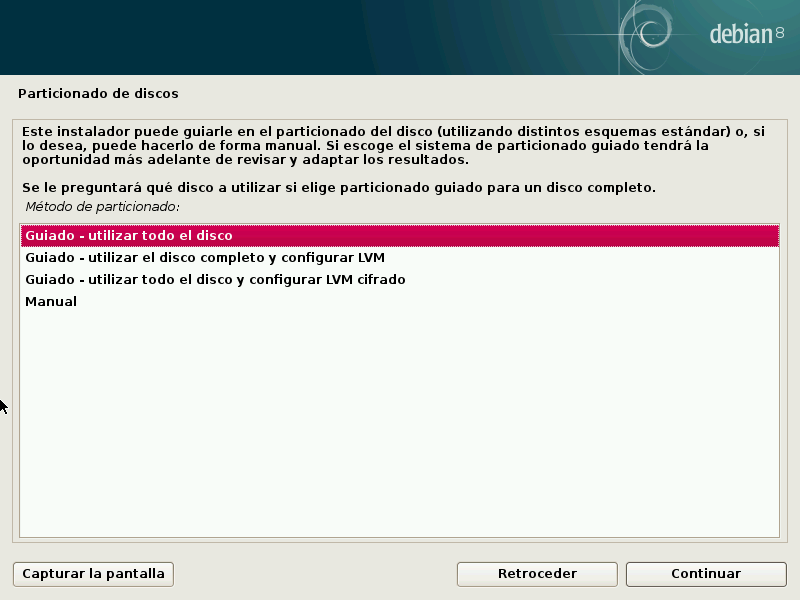 debian 8
Particionado de discos
Este instalador puede guiarle en el particionado del disco (utilizando distintos esquemas estándar) o, si
lo desea, puede hacerlo de forma manual. Si escoge el sistema de particionado guiado tendrá la
oportunidad más adelante de revisar y adaptar los resultados.
Se le preguntará qué disco a utilizar si elige particionado guiado para un disco completo.
Método de particionado:
Guiado - utilizar todo el disco
Guiado - utilizar el disco completo y configurar LVM
Guiado - utilizar todo el disco y configurar LVM cifrado
Manual
Capturar la pantalla
Retroceder
Continuar